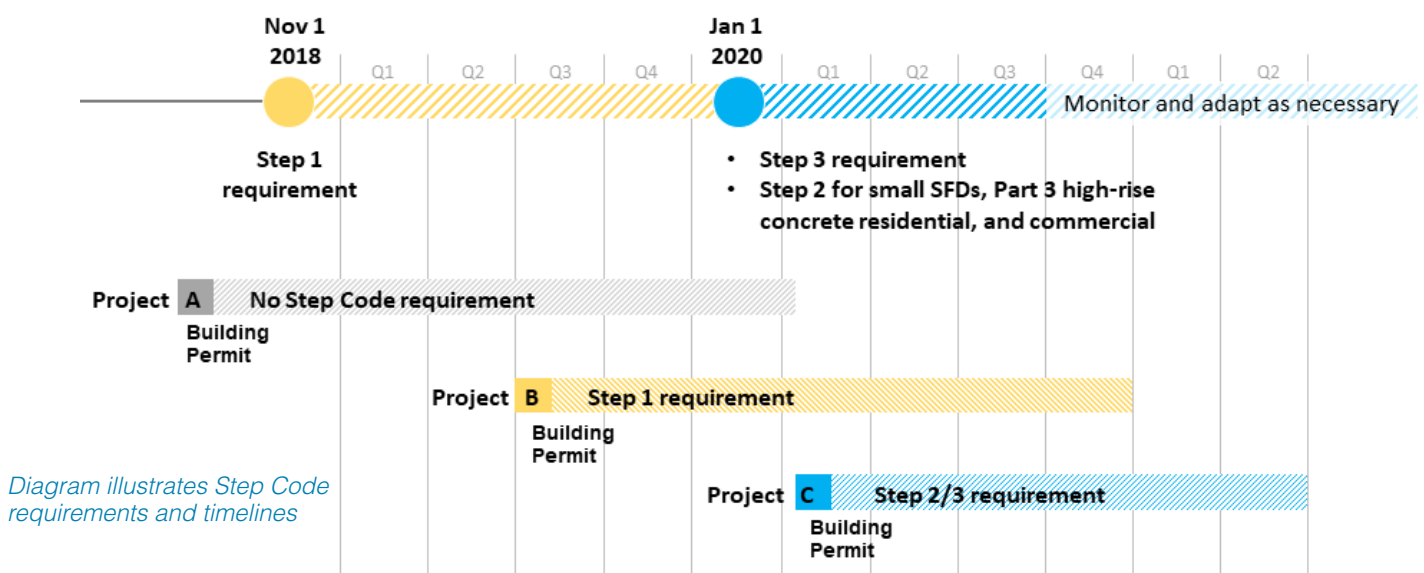 Nov 1
2018
Jan 1
2020
Q1
Q2
Q3
Q4
Q1
Q2
Q3
Q4
Q1
Q2
Monitor and adapt as necessary
Step 1
requirement
• Step 3 requirement
• Step 2 for small SFDs, Part 3 high-rise
concrete residential, and commercial
Project A No Step Code requirement
Building
Permit
Project B Step 1 requirement
Building
Permit
Project C Step 2/3 requirement
Building
Permit
Diagram illustrates Step Code
requirements and timelines